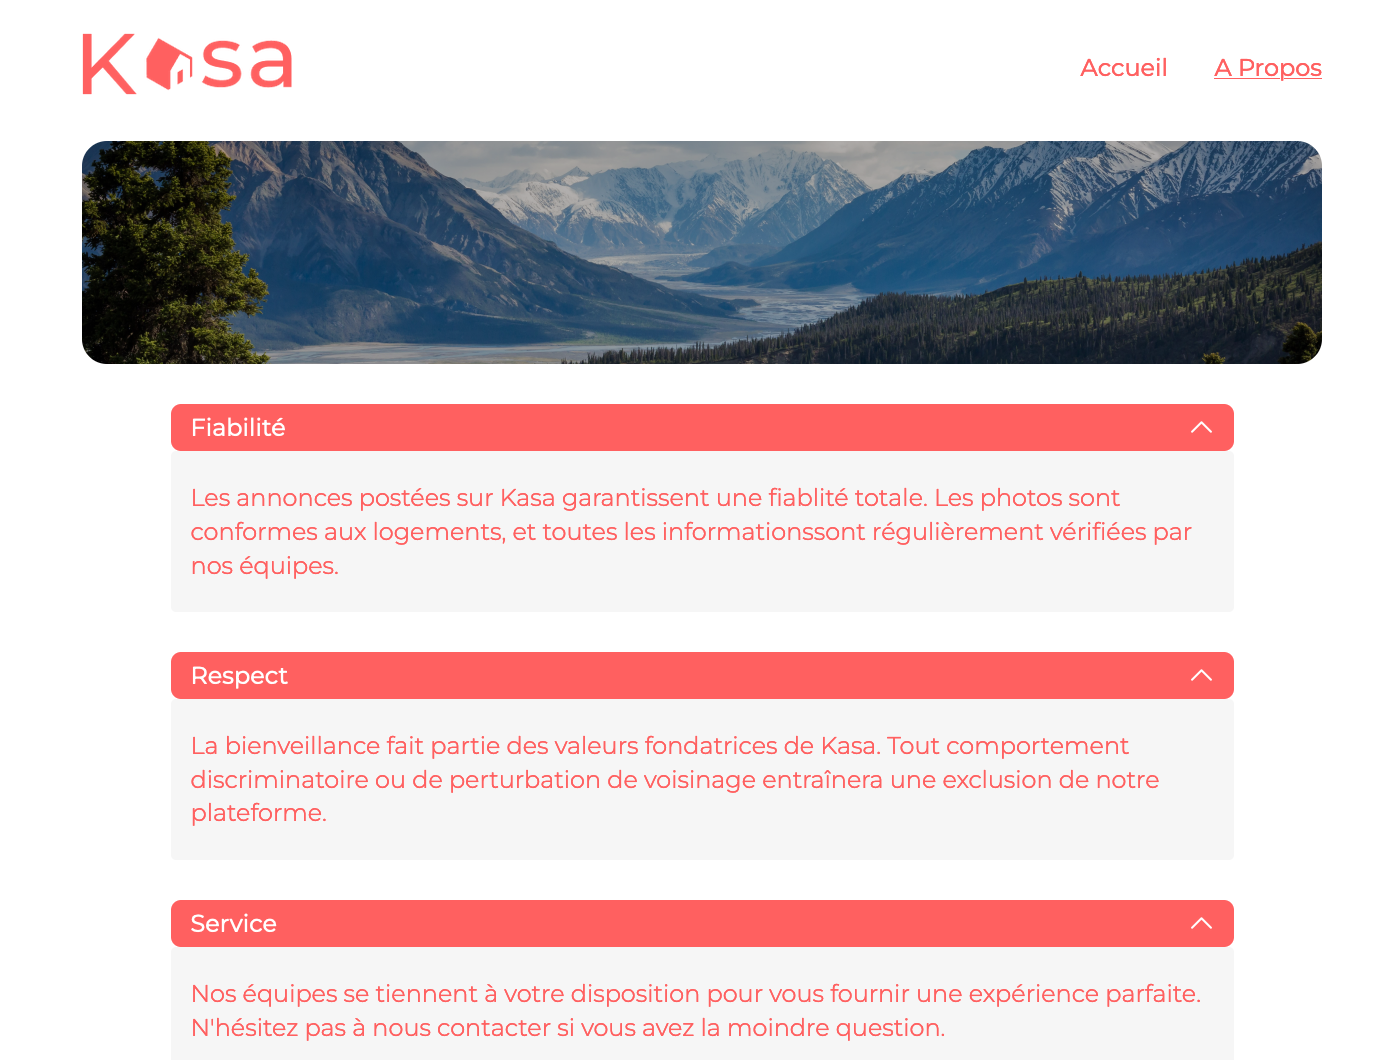 Kasa
Accueil A Propos
Fiabilité
Les annonces postées sur Kasa garantissent une fiablité totale. Les photos sont
conformes aux logements, et toutes les informationssont régulièrement vérifiées par
nos équipes.
Respect
La bienveillance fait partie des valeurs fondatrices de Kasa. Tout comportement
discriminatoire ou de perturbation de voisinage entraînera une exclusion de notre
plateforme.
Service
Nos équipes se tiennent à votre disposition pour vous fournir une expérience parfaite.
N'hésitez pas à nous contacter si vous avez la moindre question.